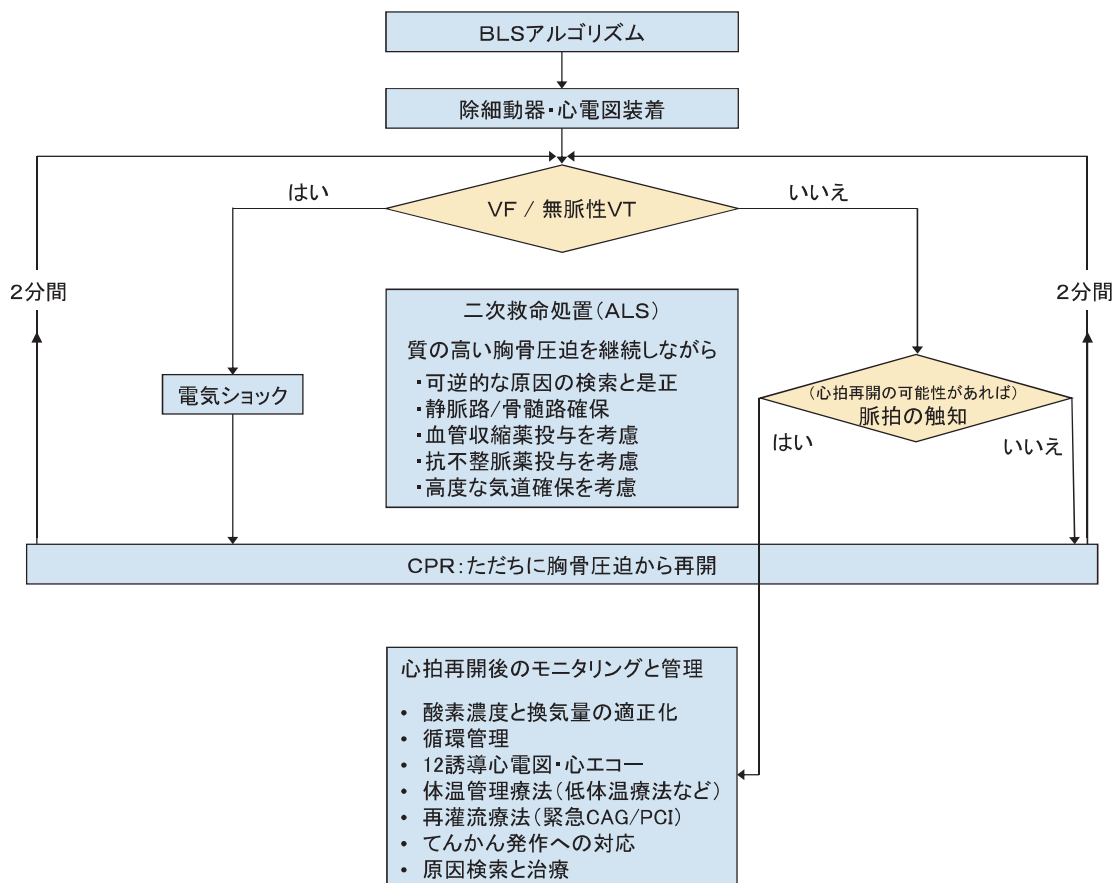 BLSアルゴリズム
除細動器・心電図装着
はい
VF / 無脈性VT
いいえ
2分間
2分間
二次救命処置(ALS)
質の高い胸骨圧迫を継続しながら
・可逆的な原因の検索と是正
・静脈路/骨髄路確保
・血管収縮薬投与を考慮
・抗不整脈薬投与を考慮
・高度な気道確保を考慮
電気ショック
(心拍再開の可能性があれば)
脈拍の触知
はい
いいえ
CPR:ただちに胸骨圧迫から再開
心拍再開後のモニタリングと管理
• 酸素濃度と換気量の適正化
• 循環管理
• 12誘導心電図・心エコー
• 体温管理療法(低体温療法など)
• 再灌流療法(緊急CAG/PCI)
• てんかん発作への対応
• 原因検索と治療